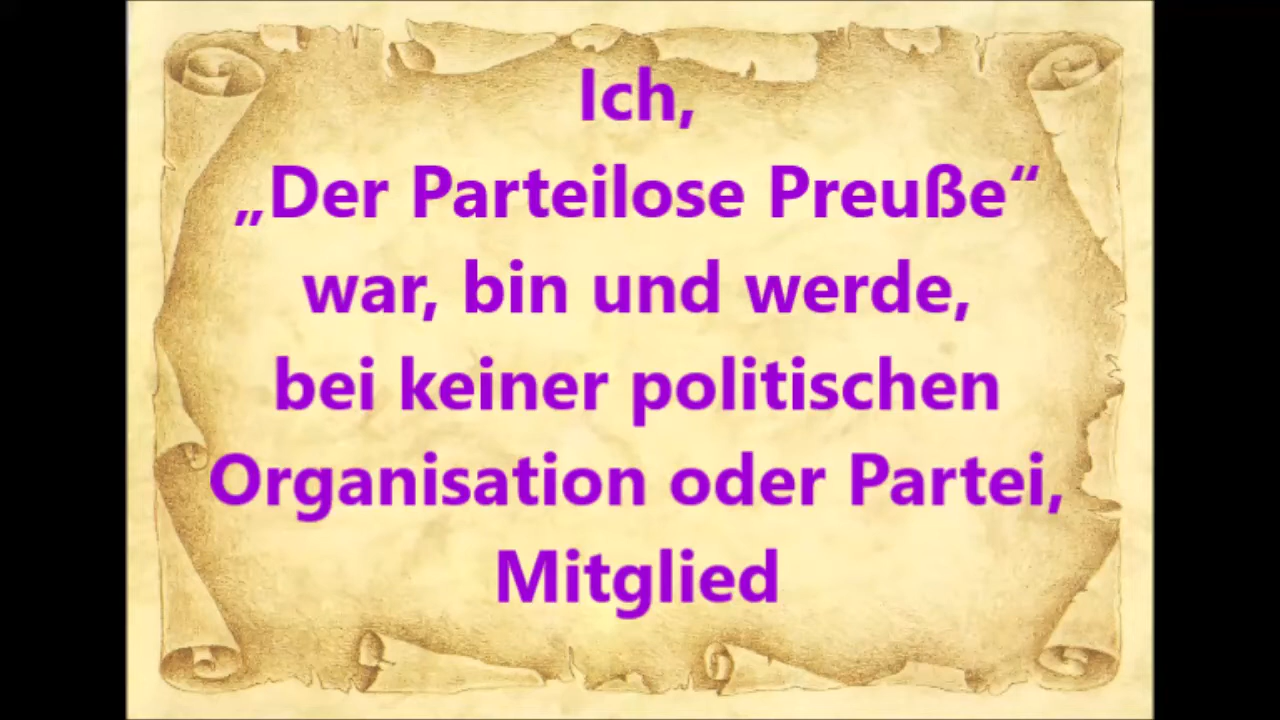 Ich,
„Der Parteilose Preuße“
war, bin und werde,
bei keiner politischen
Organisation oder Partei,
Mitglied